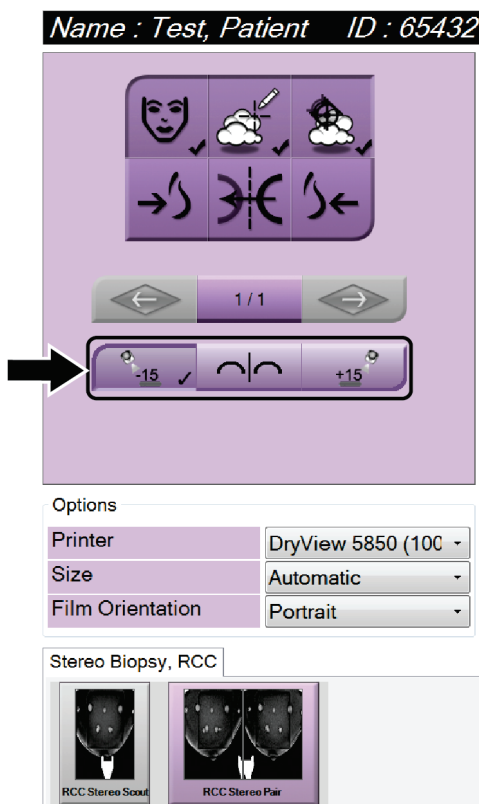 Name : Test, Patient ID : 65432
1 / 1
-15 +15
Options
Printer DryView 5850 (100
Size Automatic
Film Orientation Portrait
Stereo Biopsy, RCC
RCC Stereo Scout RCC Stereo Pair